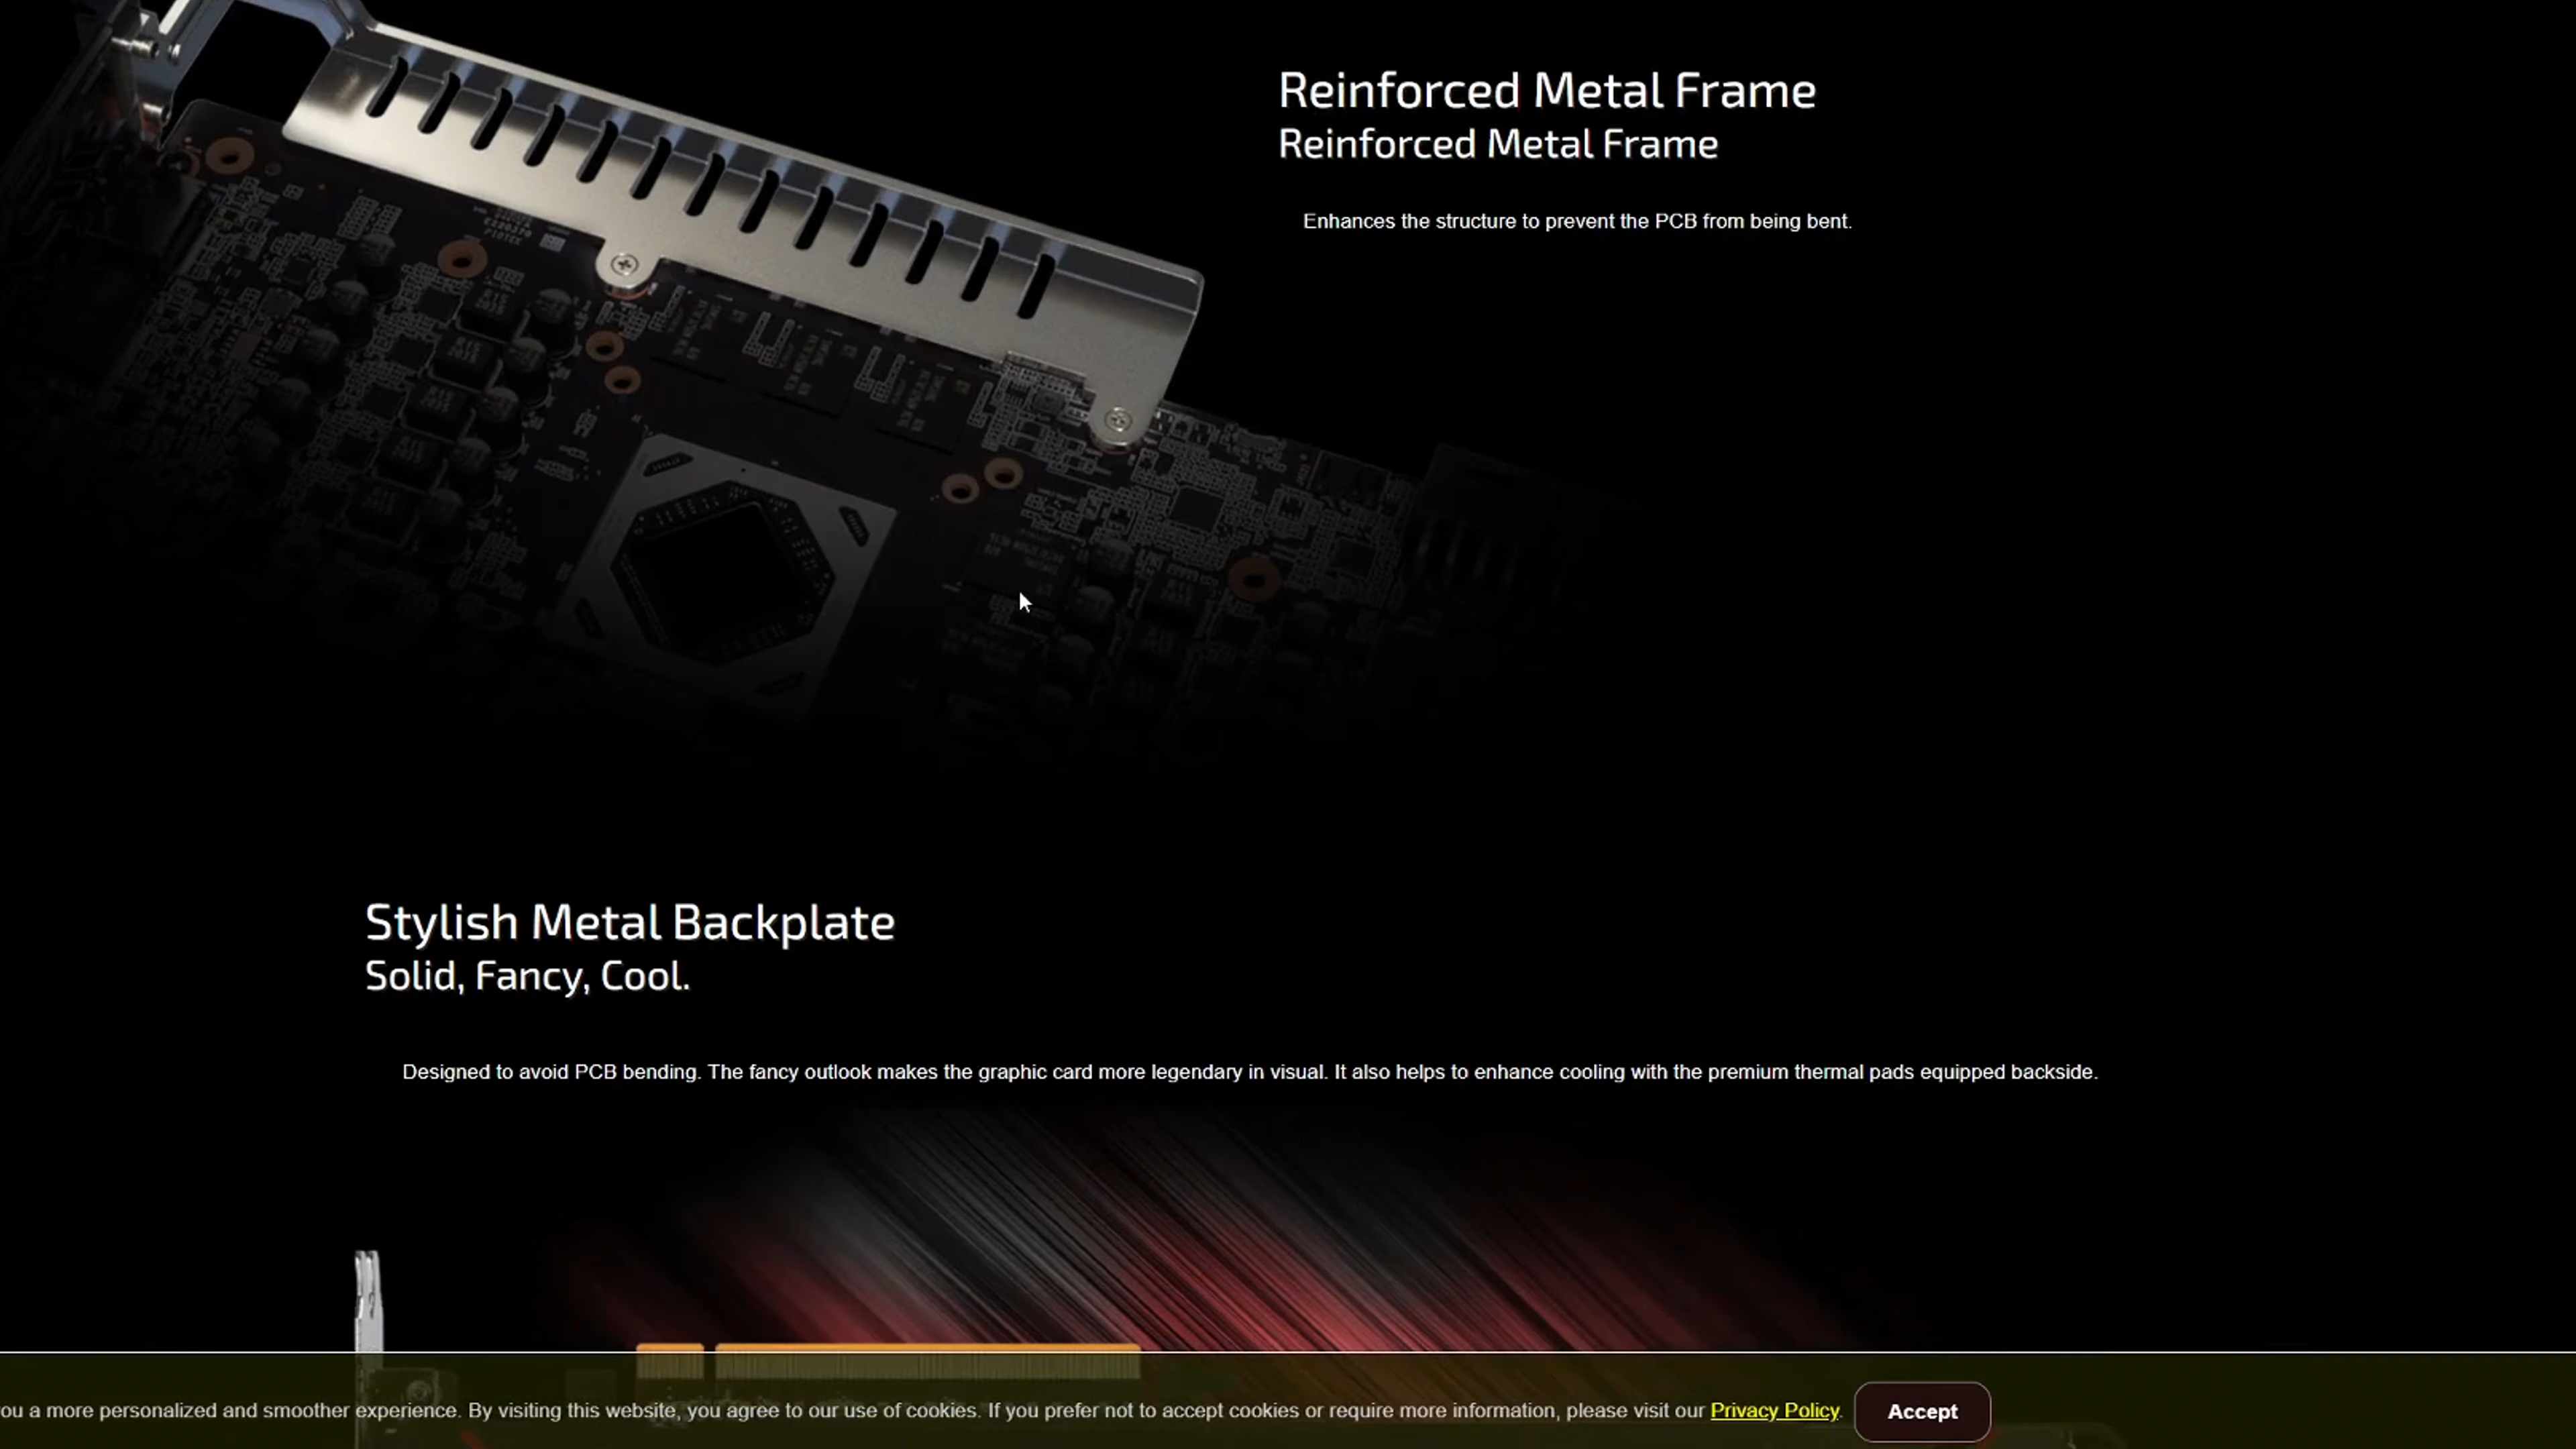 Reinforced Metal Frame
Reinforced Metal Frame
Enhances the structure to prevent the PCB from being bent.
Stylish Metal Backplate
Solid, Fancy, Cool.
Designed to avoid PCB bending. The fancy outlook makes the graphic card more legendary in visual. It also helps to enhance cooling with the premium thermal pads equipped backside.
ou a more personalized and smoother experience. By visiting this website, you agree to our use of cookies. If you prefer not to accept cookies or require more information, please visit our Privacy Policy.
Accept